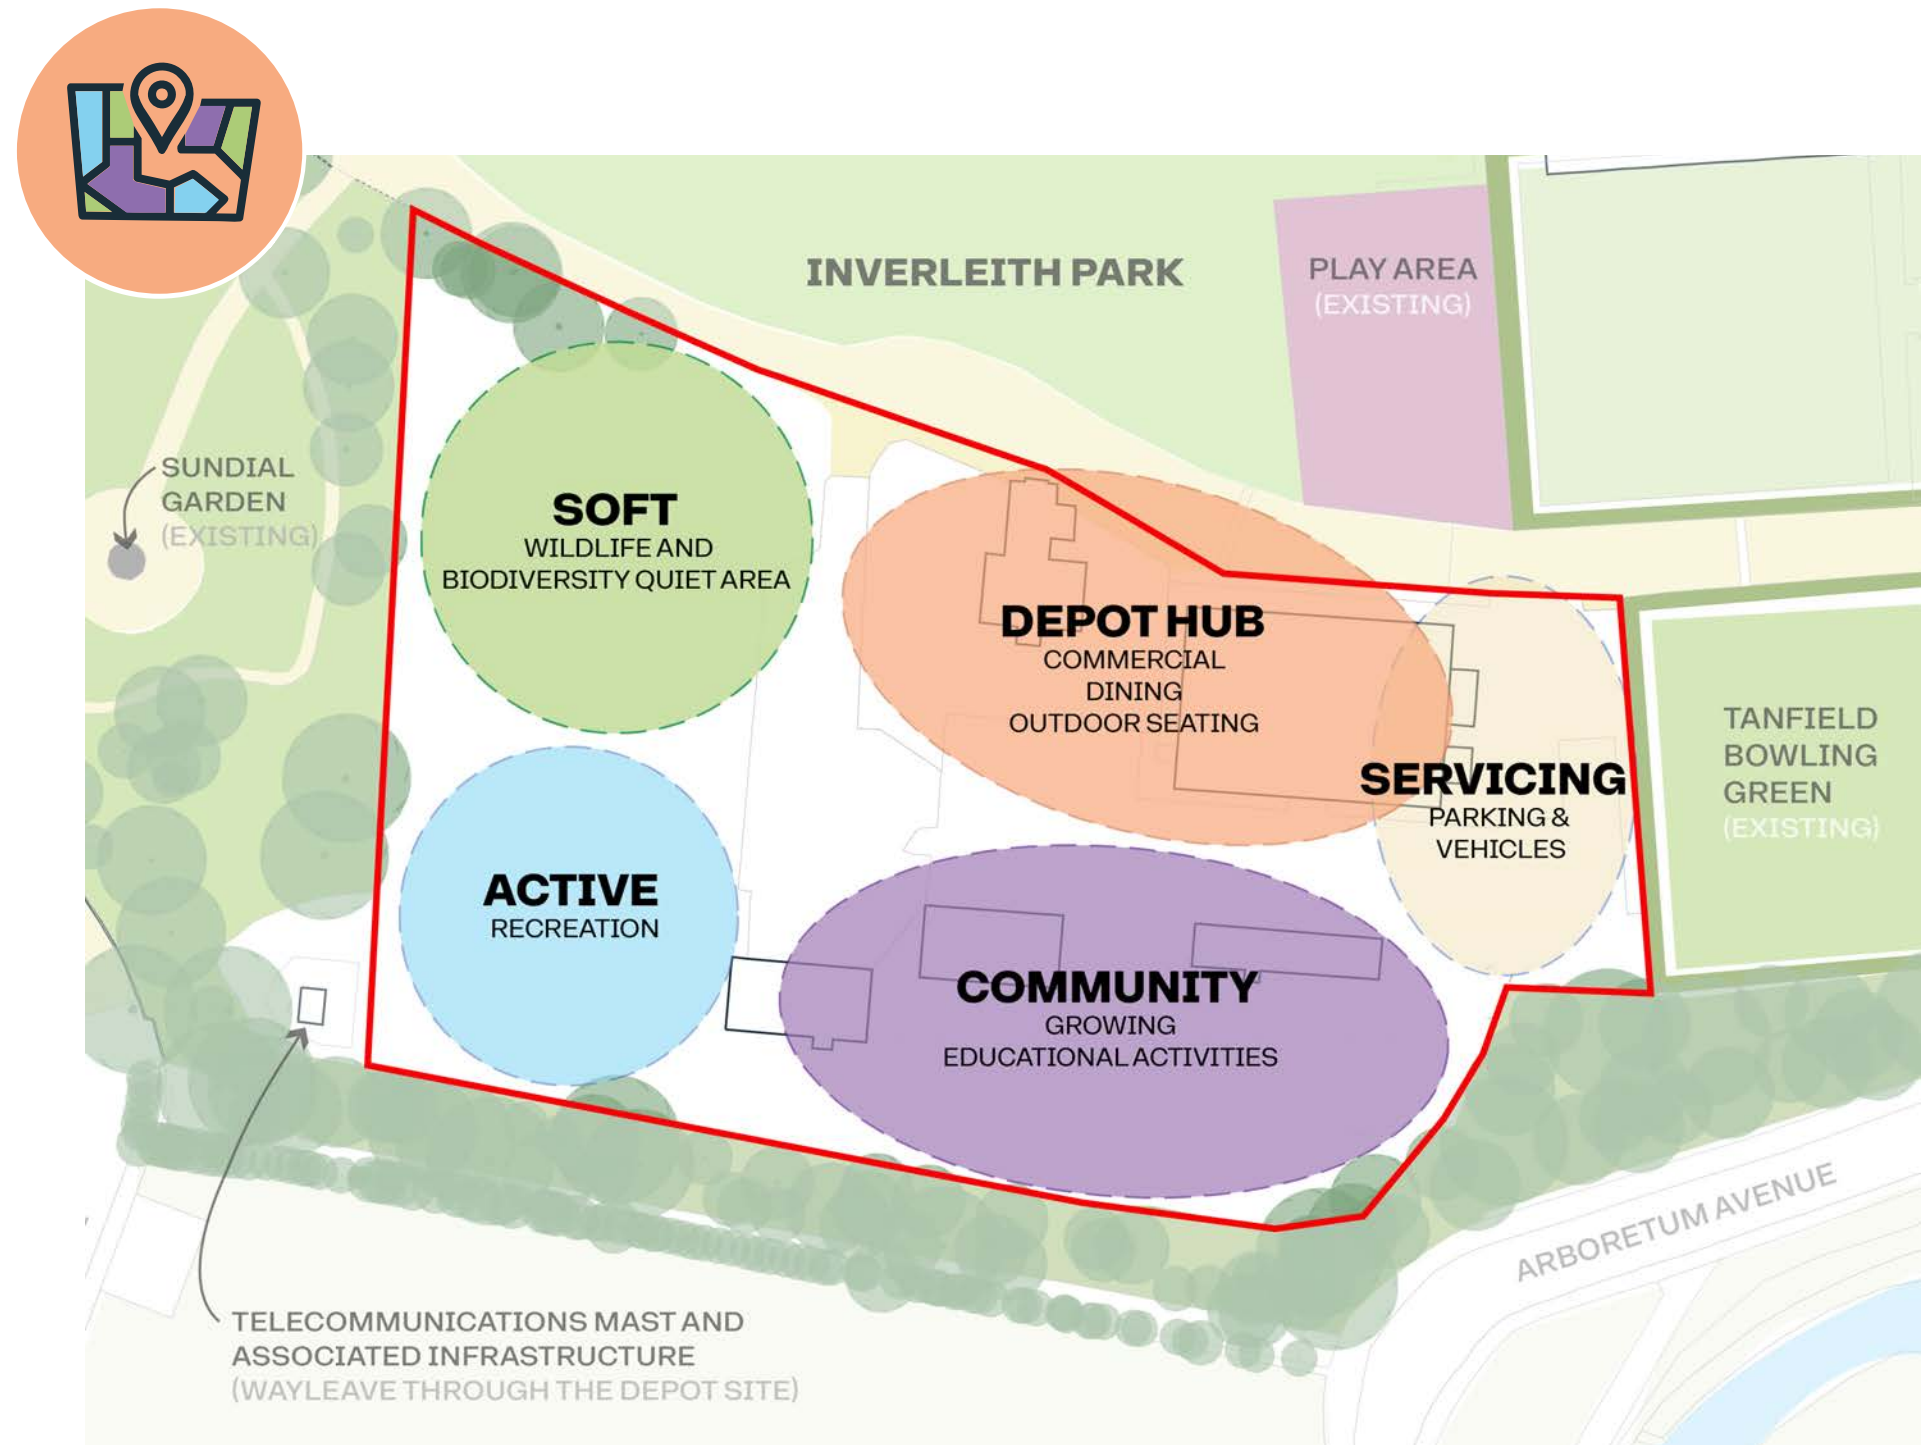 INVERLEITH PARK
PLAY AREA
(EXISTING)
SUNDIAL
GARDEN
(EXISTING)
SOFT
WILDLIFE AND
BIODIVERSITY QUIET AREA
DEPOT HUB
COMMERCIAL
DINING
OUTDOOR SEATING
SERVICING
PARKING &
VEHICLES
TANFIELD
BOWLING
GREEN
(EXISTING)
ACTIVE
RECREATION
COMMUNITY
GROWING
EDUCATIONAL ACTIVITIES
ARBORETUM AVENUE
TELECOMMUNICATIONS MAST AND
ASSOCIATED INFRASTRUCTURE
(WAYLEAVE THROUGH THE DEPOT SITE)